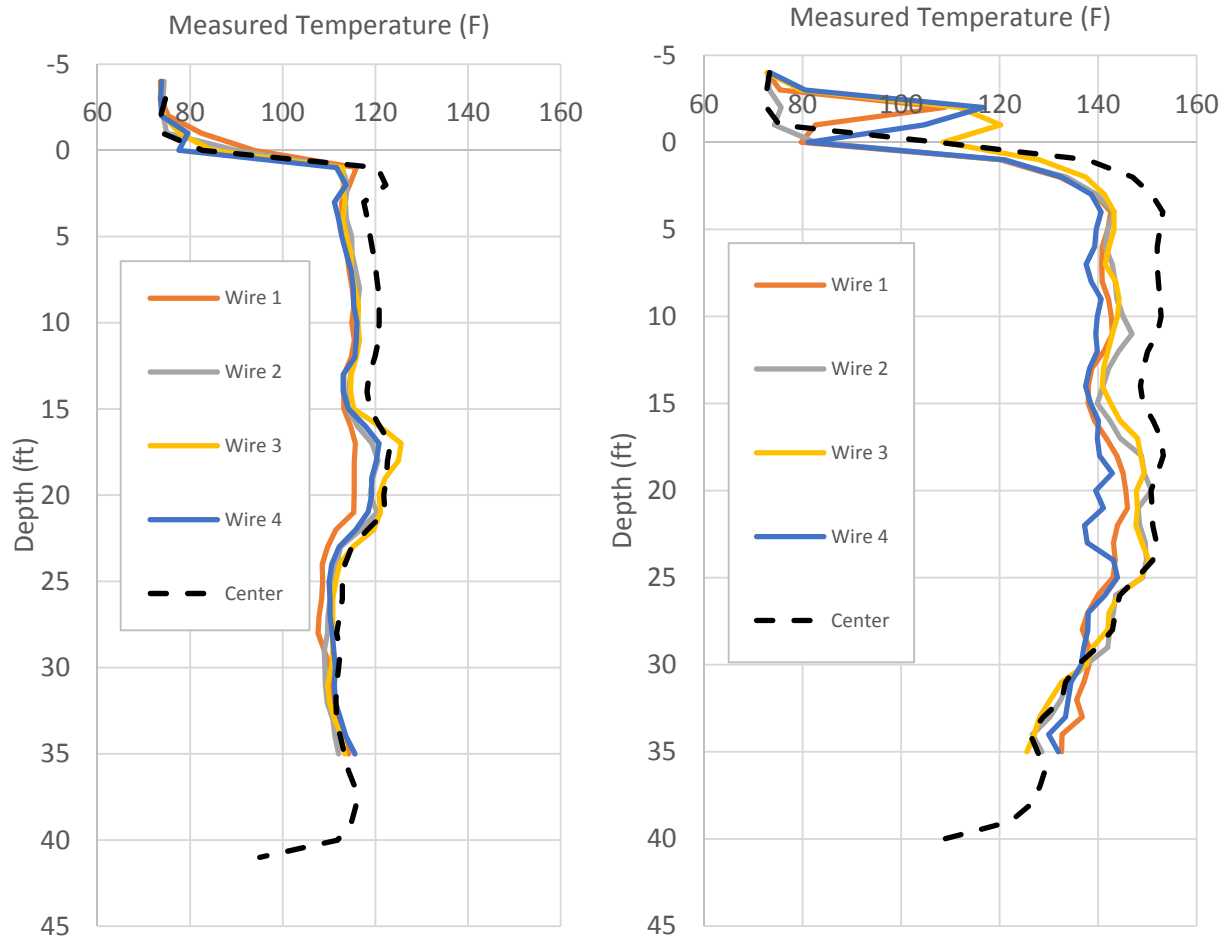 Measured Temperature (F)
-5
60 80 100 120 140 160
0
5
10
15
20
25
30
35
40
45
Depth (ft)
Wire 1
Wire 2
Wire 3
Wire 4
Center
Measured Temperature (F)
-5
60 80 100 120 140 160
0
5
10
15
20
25
30
35
40
45
Depth (ft)
Wire 1
Wire 2
Wire 3
Wire 4
Center